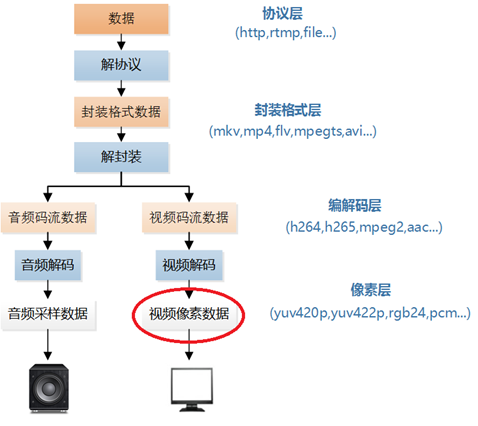 数据
协议层
(http,rtmp,file...)
解协议
封装格式数据
封装格式层
(mkv,mp4,flv,mpegts,avi...)
解封装
音频码流数据
视频码流数据
编解码层
(h264,h265,mpeg2,aac...)
音频解码
视频解码
像素层
音频采样数据
视频像素数据
(yuv420p,yuv422p,rgb24,pcm...)